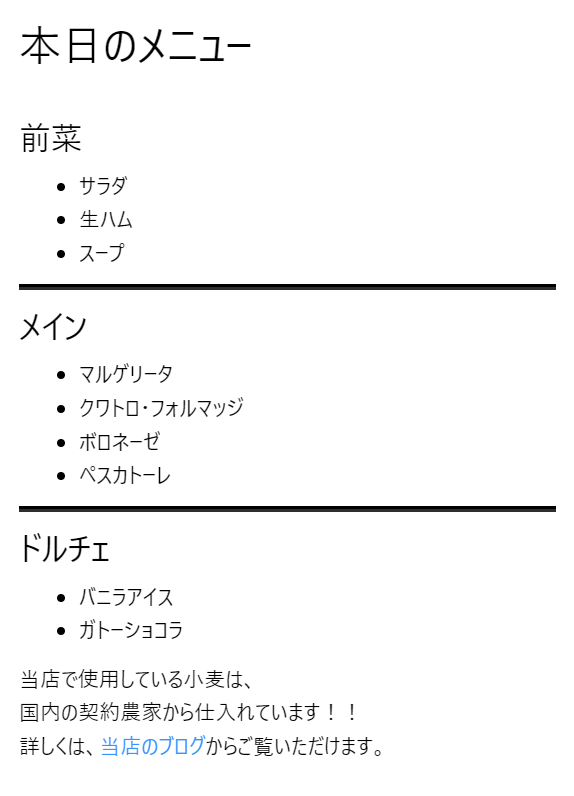 本日のメニュー
前菜
サラダ
生ハム
スープ
メイン
マルゲリータ
クワトロ・フォルマッジ
ボロネーゼ
ペスカトーレ
ドルチェ
バニラアイス
ガトーショコラ
当店で使用している小麦は、
国内の契約農家から仕入れています！！
詳しくは、当店のブログからご覧いただけます。